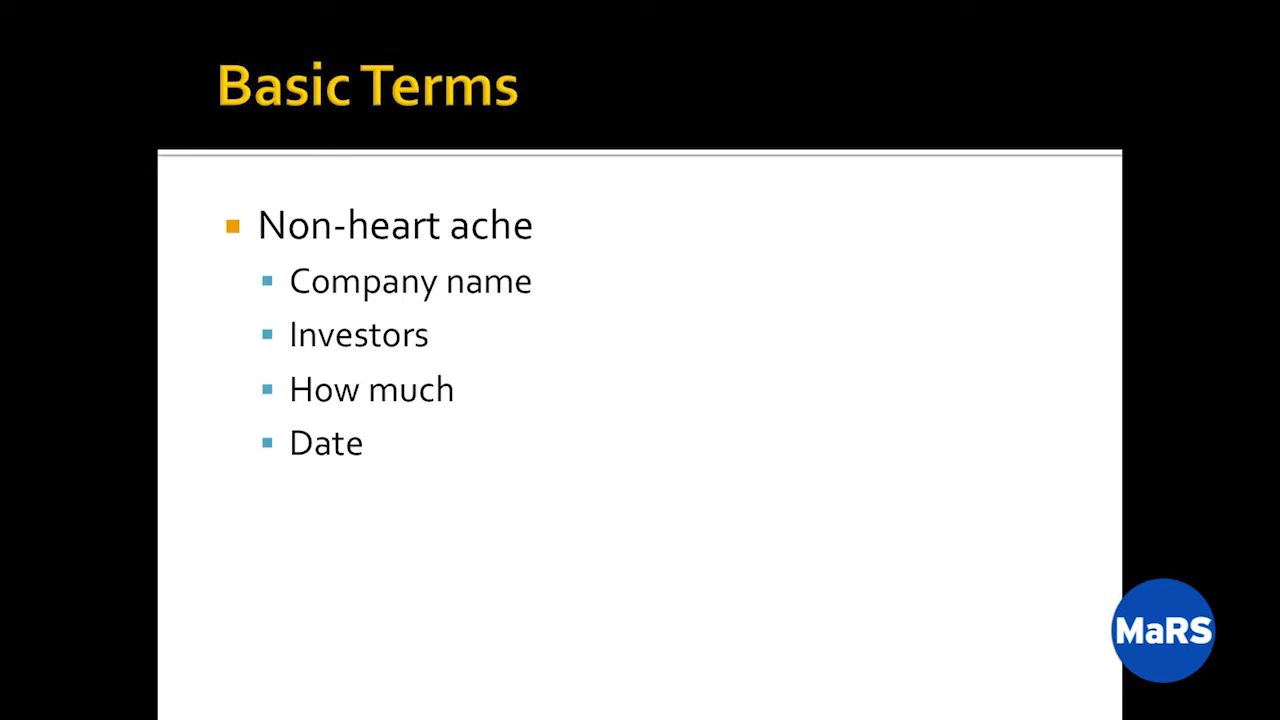 Basic Terms
Non-heart ache
Company name
Investors
How much
Date
MaRS